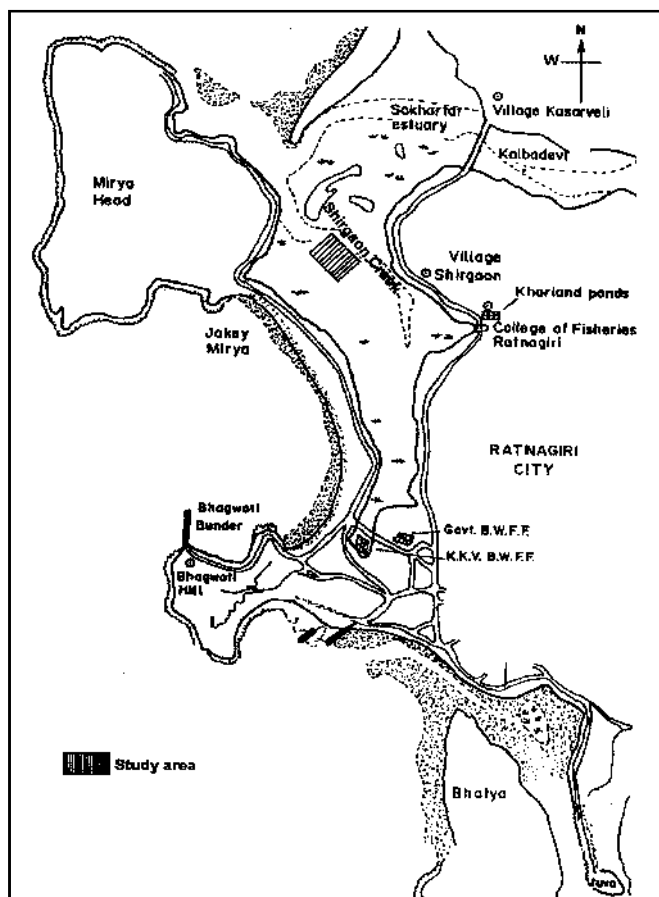 N
W
Sakhartar
estuary
Village Kasarveli
Kalbadevi
Mirya
Head
Shirgaon Creek
Village
Shirgaon
Kharland ponds
College of Fisheries
Ratnagiri
Jakay
Mirya
RATNAGIRI
CITY
Bhagwati
Bunder
Govt. B.W.F.F.
K.K.V. B.W.F.F.
Bhagwati
Hill
Study area
Bhatya
Juva